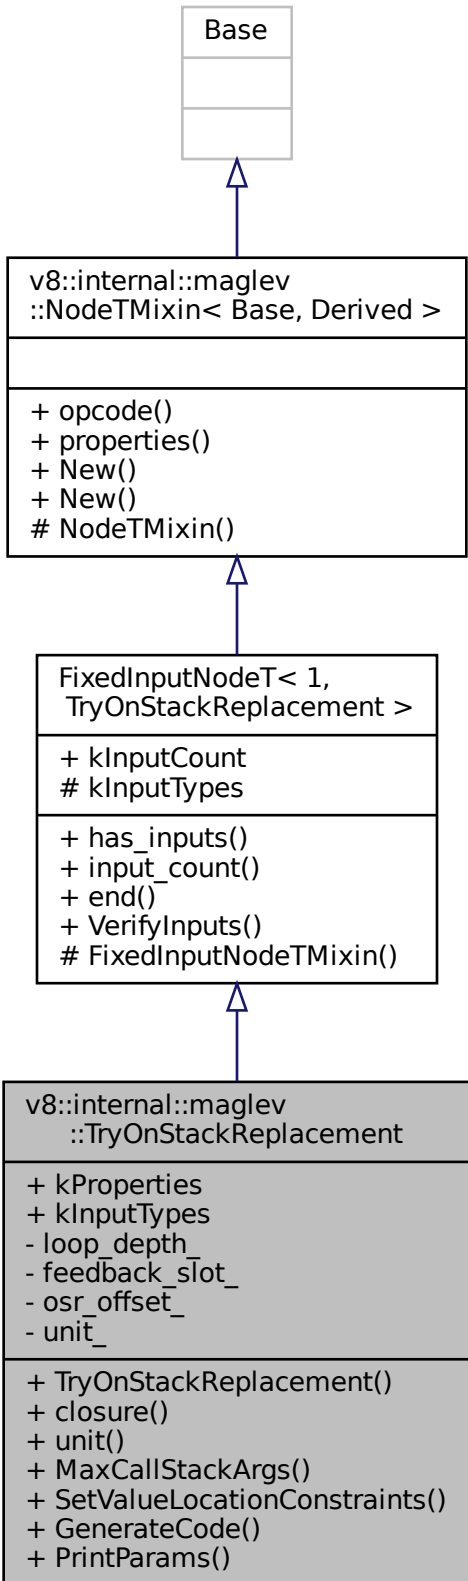 Base
v8::internal::maglev
::NodeTMixin< Base, Derived >
+ opcode()
+ properties()
+ New()
+ New()
# NodeTMixin()
FixedInputNodeT< 1,
TryOnStackReplacement >
+ kInputCount
# kInputTypes
+ has_inputs()
+ input_count()
+ end()
+ VerifyInputs()
# FixedInputNodeTMixin()
v8::internal::maglev
::TryOnStackReplacement
+ kProperties
+ kInputTypes
- loop_depth_
- feedback_slot_
- osr_offset_
- unit_
+ TryOnStackReplacement()
+ closure()
+ unit()
+ MaxCallStackArgs()
+ SetValueLocationConstraints()
+ GenerateCode()
+ PrintParams()